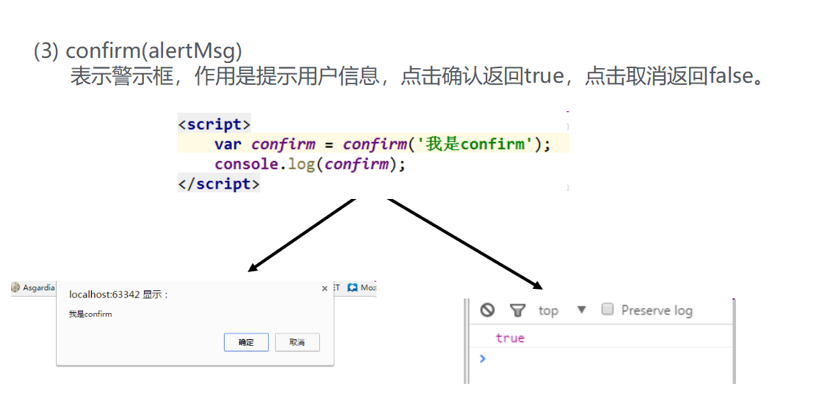 (3) confirm(alertMsg)
表示警示框，作用是提示用户信息，点击确认返回true，点击取消返回false。
<script>
var confirm = confirm('我是confirm');
console.log(confirm);
</script>
Asgardia
ET Moa
localhost:63342 显示：
我是confirm
确定 取消
top Preserve log
true